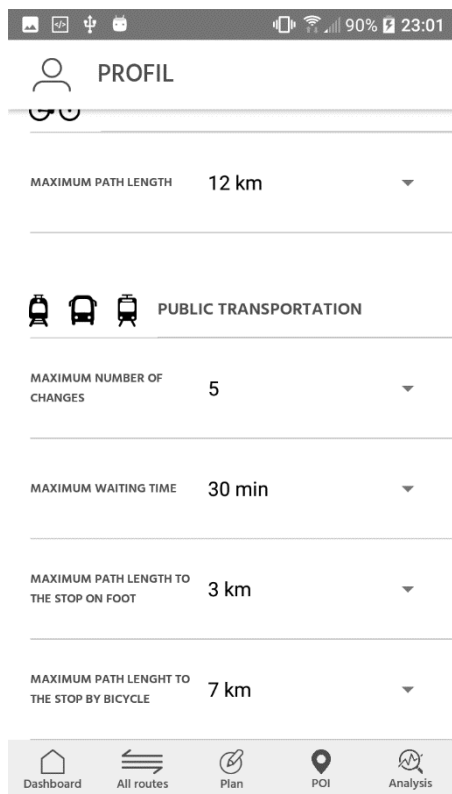 90% 23:01
PROFIL
MAXIMUM PATH LENGTH 12 km
PUBLIC TRANSPORTATION
MAXIMUM NUMBER OF
CHANGES
5
MAXIMUM WAITING TIME 30 min
MAXIMUM PATH LENGTH TO
THE STOP ON FOOT
3 km
MAXIMUM PATH LENGHT TO
THE STOP BY BICYCLE
7 km
Dashboard All routes Plan POI Analysis